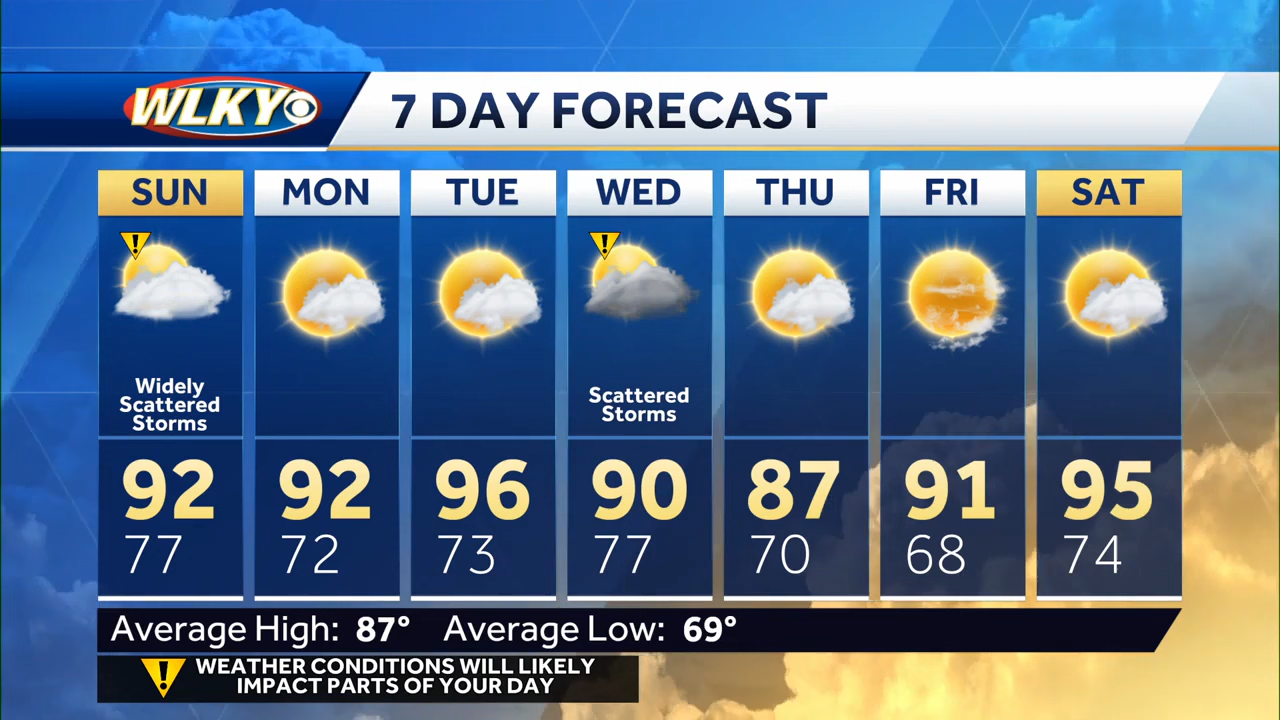 WLKY
7 DAY FORECAST
SUN MON TUE WED THU FRI SAT
! !
Widely
Scattered
Storms
Scattered
Storms
92 92 96 90 87 91 95
77 72 73 77 70 68 74
Average High: 87° Average Low: 69°
! WEATHER CONDITIONS WILL LIKELY
IMPACT PARTS OF YOUR DAY